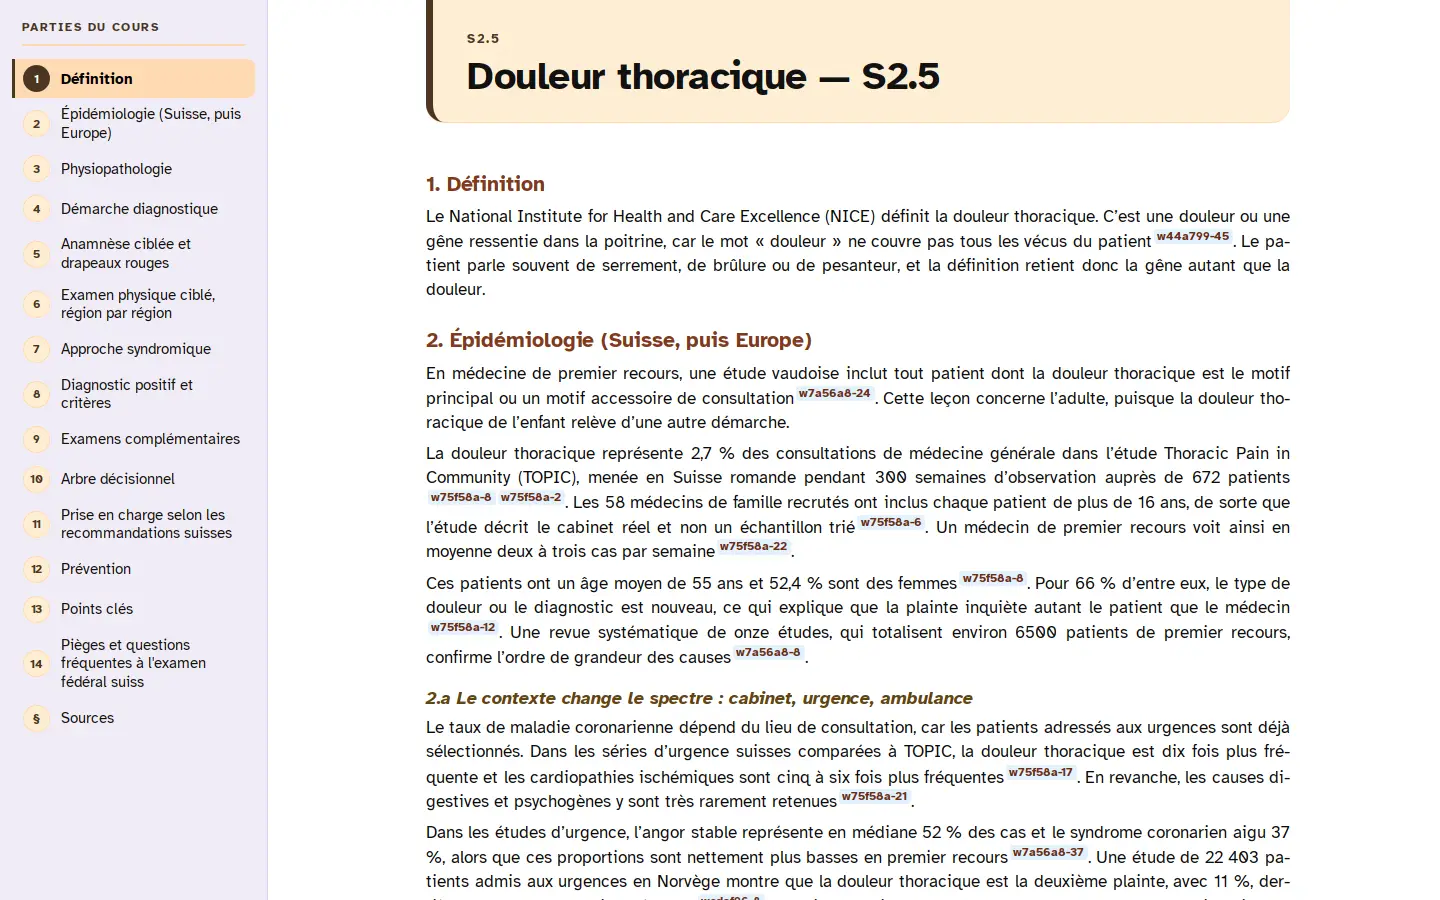 PARTIES DU COURS
1 Définition
2 Épidémiologie (Suisse, puis
Europe)
3 Physiopathologie
4 Démarche diagnostique
5 Anamnèse ciblée et
drapeaux rouges
6 Examen physique ciblé,
région par région
7 Approche syndromique
8 Diagnostic positif et
critères
9 Examens complémentaires
10 Arbre décisionnel
11 Prise en charge selon les
recommandations suisses
12 Prévention
13 Points clés
14 Pièges et questions
fréquentes à l'examen
fédéral suiss
§ Sources
S2.5
Douleur thoracique — S2.5
1. Définition
Le National Institute for Health and Care Excellence (NICE) définit la douleur thoracique. C’est une douleur ou une
gêne ressentie dans la poitrine, car le mot « douleur » ne couvre pas tous les vécus du patient w44a799-45. Le pa-
tient parle souvent de serrement, de brûlure ou de pesanteur, et la définition retient donc la gêne autant que la
douleur.
2. Épidémiologie (Suisse, puis Europe)
En médecine de premier recours, une étude vaudoise inclut tout patient dont la douleur thoracique est le motif
principal ou un motif accessoire de consultation w7a56a8-24. Cette leçon concerne l’adulte, puisque la douleur tho-
racique de l’enfant relève d’une autre démarche.
La douleur thoracique représente 2,7 % des consultations de médecine générale dans l’étude Thoracic Pain in
Community (TOPIC), menée en Suisse romande pendant 300 semaines d’observation auprès de 672 patients
w75f58a-8 w75f58a-2. Les 58 médecins de famille recrutés ont inclus chaque patient de plus de 16 ans, de sorte que
l’étude décrit le cabinet réel et non un échantillon trié w75f58a-6. Un médecin de premier recours voit ainsi en
moyenne deux à trois cas par semaine w75f58a-22.
Ces patients ont un âge moyen de 55 ans et 52,4 % sont des femmes w75f58a-8. Pour 66 % d’entre eux, le type de
douleur ou le diagnostic est nouveau, ce qui explique que la plainte inquiète autant le patient que le médecin
w75f58a-12. Une revue systématique de onze études, qui totalisent environ 6500 patients de premier recours,
confirme l’ordre de grandeur des causes w7a56a8-8.
2.a Le contexte change le spectre : cabinet, urgence, ambulance
Le taux de maladie coronarienne dépend du lieu de consultation, car les patients adressés aux urgences sont déjà
sélectionnés. Dans les séries d’urgence suisses comparées à TOPIC, la douleur thoracique est dix fois plus fré-
quente et les cardiopathies ischémiques sont cinq à six fois plus fréquentes w75f58a-17. En revanche, les causes di-
gestives et psychogènes y sont très rarement retenues w75f58a-21.
Dans les études d’urgence, l’angor stable représente en médiane 52 % des cas et le syndrome coronarien aigu 37
%, alors que ces proportions sont nettement plus basses en premier recours w7a56a8-37. Une étude de 22 403 pa-
tients admis aux urgences en Norvège montre que la douleur thoracique est la deuxième plainte, avec 11 %, der-